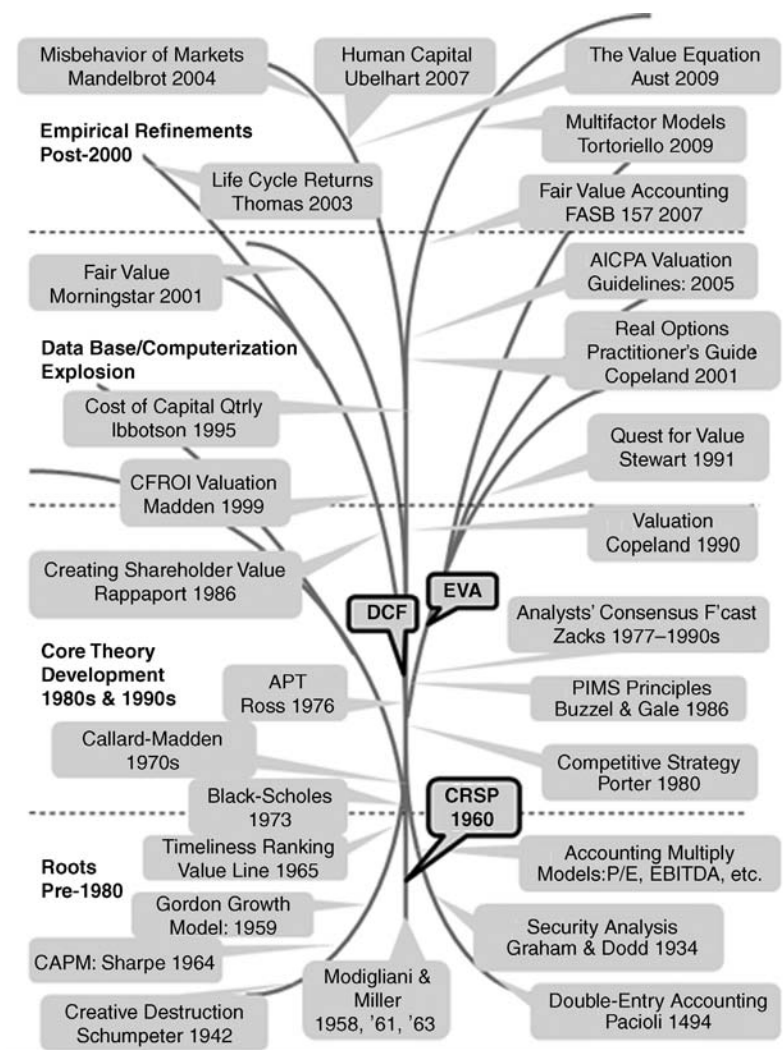 Misbehavior of Markets
Mandelbrot 2004
Human Capital
Ubelhart 2007
The Value Equation
Aust 2009
Empirical Refinements
Post-2000
Multifactor Models
Tortoriello 2009
Life Cycle Returns
Thomas 2003
Fair Value Accounting
FASB 157 2007
Fair Value
Morningstar 2001
AICPA Valuation
Guidelines: 2005
Data Base/Computerization
Explosion
Real Options
Practitioner's Guide
Copeland 2001
Cost of Capital Qtrly
Ibbotson 1995
Quest for Value
Stewart 1991
CFROI Valuation
Madden 1999
Valuation
Copeland 1990
Creating Shareholder Value
Rappaport 1986
DCF
EVA
Analysts' Consensus F'cast
Zacks 1977–1990s
Core Theory
Development
1980s & 1990s
APT
Ross 1976
PIMS Principles
Buzzel & Gale 1986
Callard-Madden
1970s
Competitive Strategy
Porter 1980
Black-Scholes
1973
CRSP
1960
Timeliness Ranking
Value Line 1965
Accounting Multiply
Models:P/E, EBITDA, etc.
Roots
Pre-1980
Gordon Growth
Model: 1959
Security Analysis
Graham & Dodd 1934
CAPM: Sharpe 1964
Modigliani &
Miller
1958, '61, '63
Creative Destruction
Schumpeter 1942
Double-Entry Accounting
Pacioli 1494